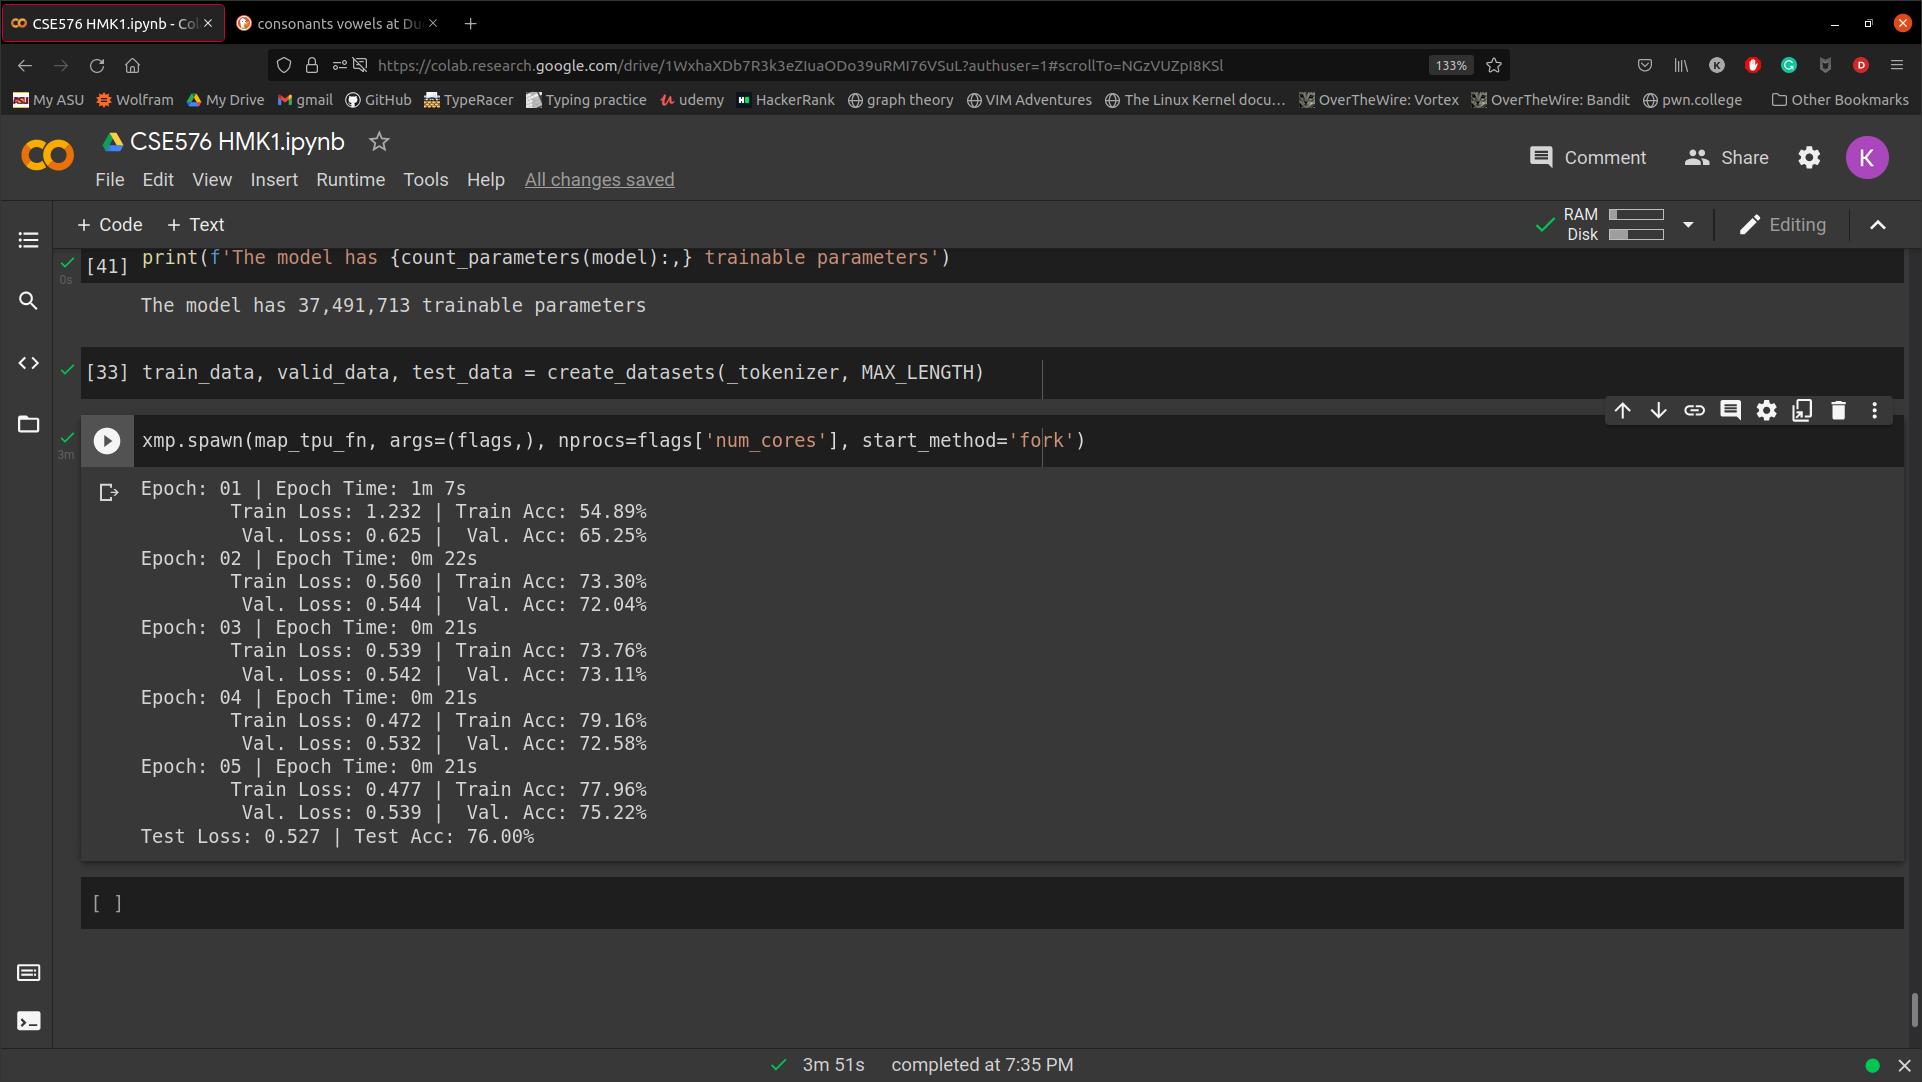 CSE576 HMK1.ipynb - Co
consonants vowels at Du
https://colab.research.google.com/drive/1WxhaXDb7R3k3eZIuaODo39uRMI76VSuL?authuser=1#scrollTo=NGzVUZpI8KSl
133%
K
D
My ASU Wolfram My Drive gmail GitHub TypeRacer Typing practice udemy HackerRank graph theory VIM Adventures The Linux Kernel docu... OverTheWire: Vortex OverTheWire: Bandit pwn.college Other Bookmarks
CSE576 HMK1.ipynb
Comment Share K
File Edit View Insert Runtime Tools Help All changes saved
+ Code + Text
RAM
Disk
Editing
[41] print(f'The model has {count_parameters(model):,} trainable parameters')
0s
The model has 37,491,713 trainable parameters
[33] train_data, valid_data, test_data = create_datasets(_tokenizer, MAX_LENGTH)
xmp.spawn(map_tpu_fn, args=(flags,), nprocs=flags['num_cores'], start_method='fork')
3m
Epoch: 01 | Epoch Time: 1m 7s
Train Loss: 1.232 | Train Acc: 54.89%
Val. Loss: 0.625 | Val. Acc: 65.25%
Epoch: 02 | Epoch Time: 0m 22s
Train Loss: 0.560 | Train Acc: 73.30%
Val. Loss: 0.544 | Val. Acc: 72.04%
Epoch: 03 | Epoch Time: 0m 21s
Train Loss: 0.539 | Train Acc: 73.76%
Val. Loss: 0.542 | Val. Acc: 73.11%
Epoch: 04 | Epoch Time: 0m 21s
Train Loss: 0.472 | Train Acc: 79.16%
Val. Loss: 0.532 | Val. Acc: 72.58%
Epoch: 05 | Epoch Time: 0m 21s
Train Loss: 0.477 | Train Acc: 77.96%
Val. Loss: 0.539 | Val. Acc: 75.22%
Test Loss: 0.527 | Test Acc: 76.00%
[ ]
3m 51s completed at 7:35 PM